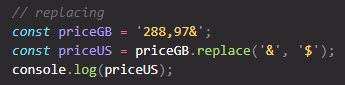 // replacing
const priceGB = '288,97&';
const priceUS = priceGB.replace('&', '$');
console.log(priceUS);